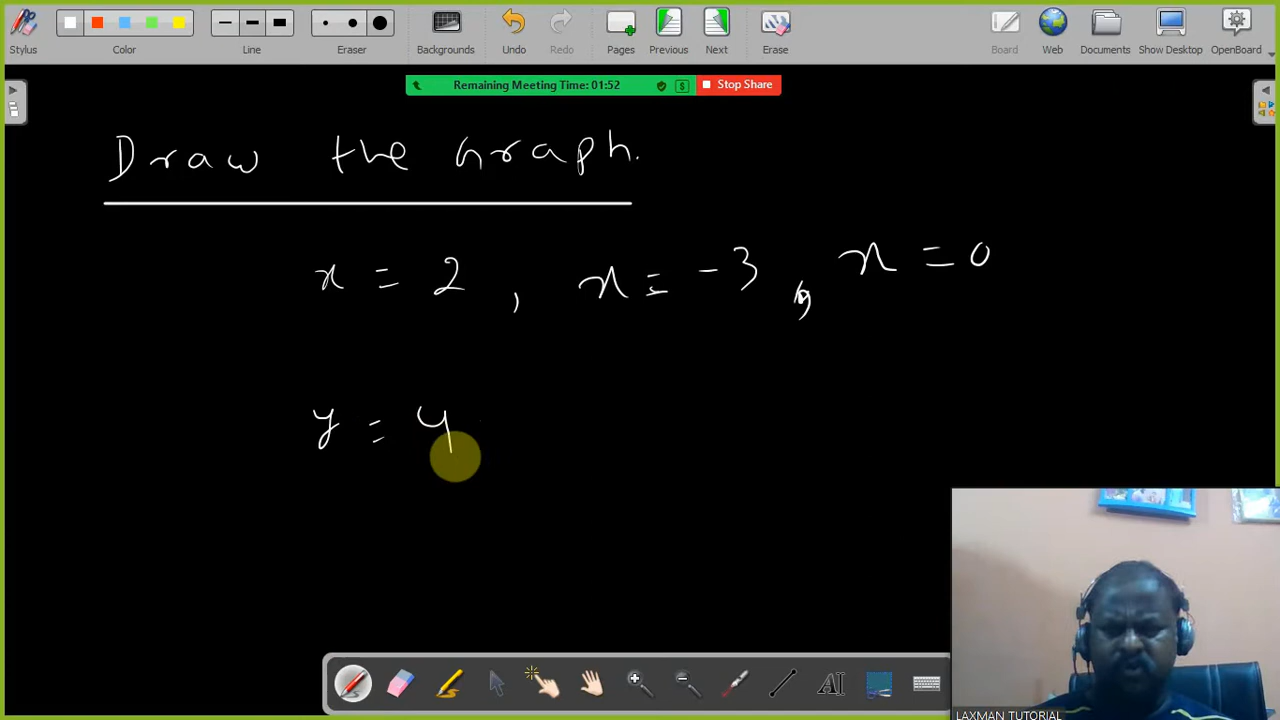 Stylus Color Line Eraser Backgrounds Undo Redo Pages Previous Next Erase Board Web Documents Show Desktop OpenBoard
Remaining Meeting Time: 01:52 $ Stop Share
Draw the Graph.
x = 2 , x = -3 , x = 0
y = 4
AI
LAXMAN TUTORIAL